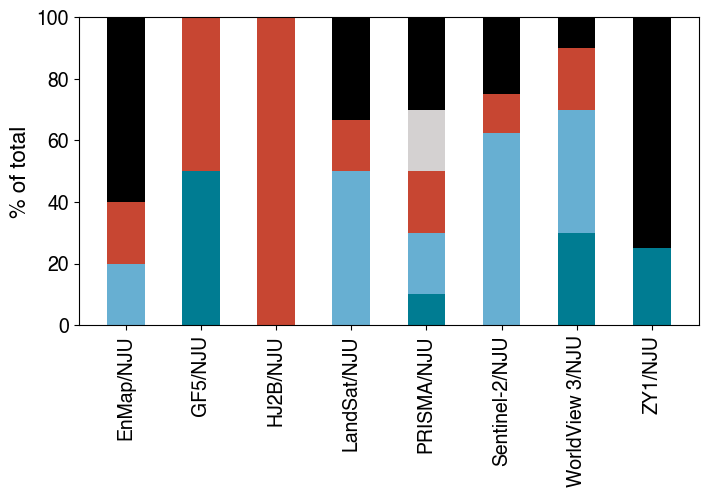 % of total
100
80
60
40
20
0
EnMap/NJU
GF5/NJU
HJ2B/NJU
LandSat/NJU
PRISMA/NJU
Sentinel-2/NJU
WorldView 3/NJU
ZY1/NJU